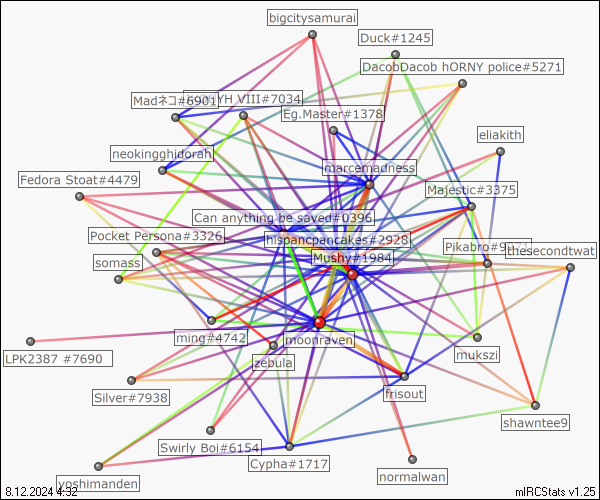 bigcitysamurai
Duck#1245
DacobDacob hORNY police#5271
Madネコ#6901
YH VIII#7034
Eg.Master#1378
eliakith
neokingghidorah
marcemadness
Fedora Stoat#4479
Majestic#3375
Can anything be saved#0396
Pocket Persona#3326
hispancpancakes#2928
Pikabro#9
thesecondtwat
somass
Mushy#1984
ming#4742
moonraven
mukszi
LPK2387 #7690
zebula
Silver#7938
frisout
shawntee9
Swirly Boi#6154
Cypha#1717
yoshimanden
normalwan
8.12.2024 4:32
mIRCStats v1.25